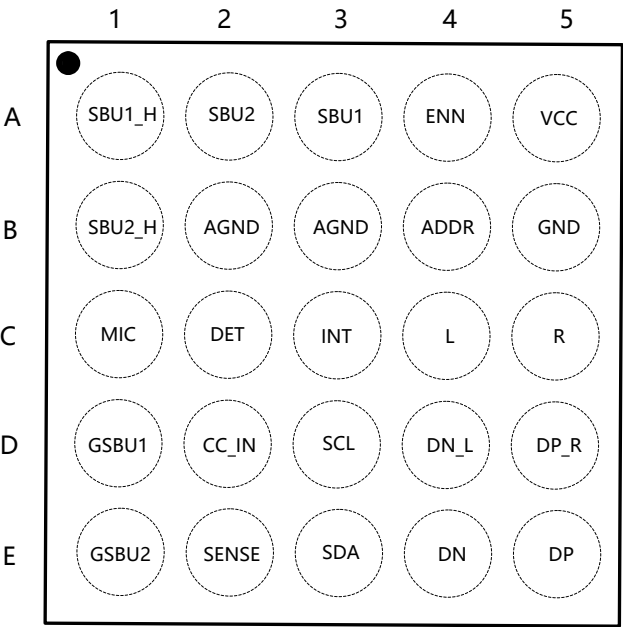 1 2 3 4 5
A SBU1_H SBU2 SBU1 ENN VCC
B SBU2_H AGND AGND ADDR GND
C MIC DET INT L R
D GSBU1 CC_IN SCL DN_L DP_R
E GSBU2 SENSE SDA DN DP